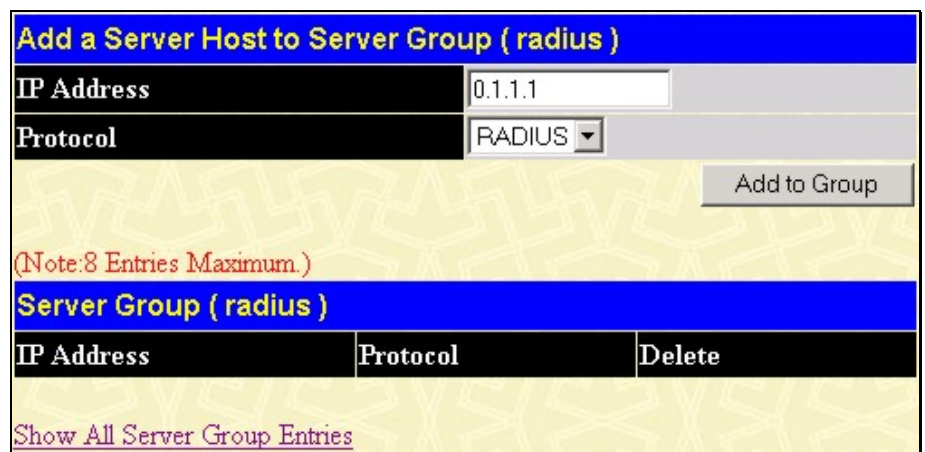 Add a Server Host to Server Group ( radius )
IP Address 0.1.1.1
Protocol RADIUS
Add to Group
(Note:8 Entries Maximum.)
Server Group ( radius )
IP Address Protocol Delete
Show All Server Group Entries